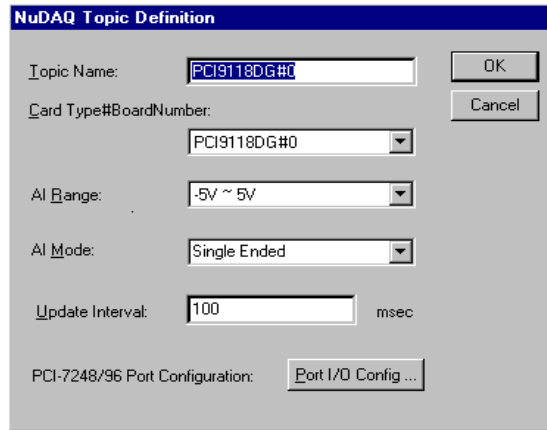 NuDAQ Topic Definition
Topic Name: PCI9118DG#0 OK
Card Type#BoardNumber: Cancel
PCI9118DG#0
AI Range: -5V ~ 5V
AI Mode: Single Ended
Update Interval: 100 msec
PCI-7248/96 Port Configuration: Port I/O Config ...